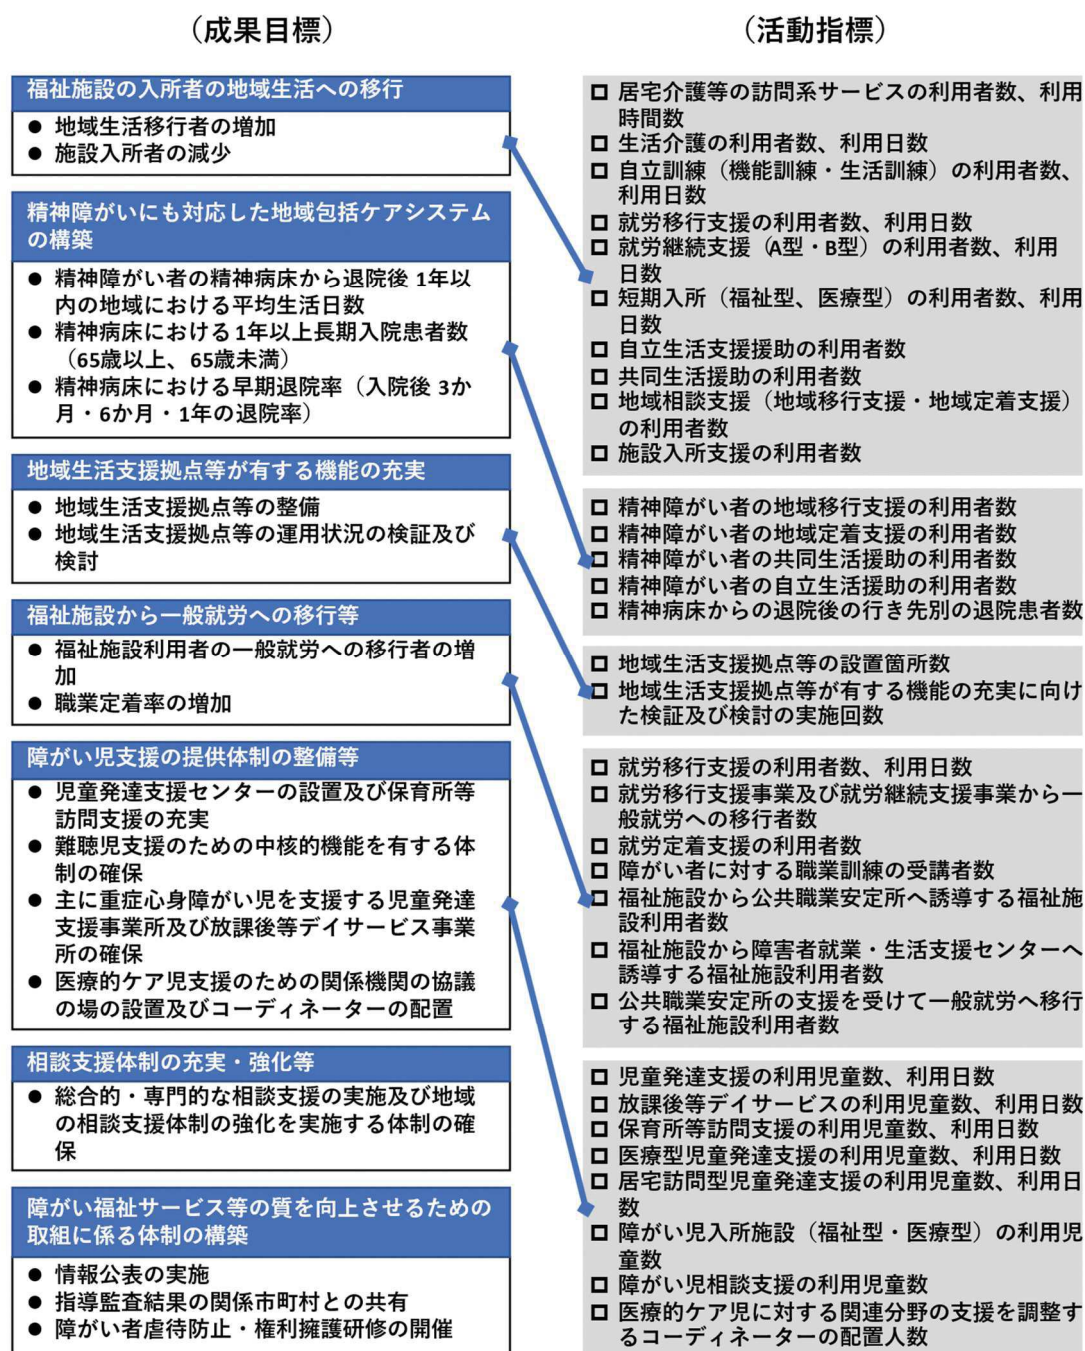 （成果目標）
福祉施設の入所者の地域生活への移行
● 地域生活移行者の増加
● 施設入所者の減少
精神障がいにも対応した地域包括ケアシステム
の構築
● 精神障がい者の精神病床から退院後 1年以
内の地域における平均生活日数
● 精神病床における1年以上長期入院患者数
（65歳以上、65歳未満）
● 精神病床における早期退院率（入院後 3か
月・6か月・1年の退院率）
地域生活支援拠点等が有する機能の充実
● 地域生活支援拠点等の整備
● 地域生活支援拠点等の運用状況の検証及び
検討
福祉施設から一般就労への移行等
● 福祉施設利用者の一般就労への移行者の増
加
● 職業定着率の増加
障がい児支援の提供体制の整備等
● 児童発達支援センターの設置及び保育所等
訪問支援の充実
● 難聴児支援のための中核的機能を有する体
制の確保
● 主に重症心身障がい児を支援する児童発達
支援事業所及び放課後等デイサービス事業
所の確保
● 医療的ケア児支援のための関係機関の協議
の場の設置及びコーディネーターの配置
相談支援体制の充実・強化等
● 総合的・専門的な相談支援の実施及び地域
の相談支援体制の強化を実施する体制の確
保
障がい福祉サービス等の質を向上させるための
取組に係る体制の構築
● 情報公表の実施
● 指導監査結果の関係市町村との共有
● 障がい者虐待防止・権利擁護研修の開催
（活動指標）
□ 居宅介護等の訪問系サービスの利用者数、利用
時間数
□ 生活介護の利用者数、利用日数
□ 自立訓練（機能訓練・生活訓練）の利用者数、
利用日数
□ 就労移行支援の利用者数、利用日数
□ 就労継続支援（A型・B型）の利用者数、利用
日数
□ 短期入所（福祉型、医療型）の利用者数、利用
日数
□ 自立生活支援援助の利用者数
□ 共同生活援助の利用者数
□ 地域相談支援（地域移行支援・地域定着支援）
の利用者数
□ 施設入所支援の利用者数
□ 精神障がい者の地域移行支援の利用者数
□ 精神障がい者の地域定着支援の利用者数
□ 精神障がい者の共同生活援助の利用者数
□ 精神障がい者の自立生活援助の利用者数
□ 精神病床からの退院後の行き先別の退院患者数
□ 地域生活支援拠点等の設置箇所数
□ 地域生活支援拠点等が有する機能の充実に向け
た検証及び検討の実施回数
□ 就労移行支援の利用者数、利用日数
□ 就労移行支援事業及び就労継続支援事業から一
般就労への移行者数
□ 就労定着支援の利用者数
□ 障がい者に対する職業訓練の受講者数
□ 福祉施設から公共職業安定所へ誘導する福祉施
設利用者数
□ 福祉施設から障害者就業・生活支援センターへ
誘導する福祉施設利用者数
□ 公共職業安定所の支援を受けて一般就労へ移行
する福祉施設利用者数
□ 児童発達支援の利用児童数、利用日数
□ 放課後等デイサービスの利用児童数、利用日数
□ 保育所等訪問支援の利用児童数、利用日数
□ 医療型児童発達支援の利用児童数、利用日数
□ 居宅訪問型児童発達支援の利用児童数、利用日
数
□ 障がい児入所施設（福祉型・医療型）の利用児
童数
□ 障がい児相談支援の利用児童数
□ 医療的ケア児に対する関連分野の支援を調整す
るコーディネーターの配置人数